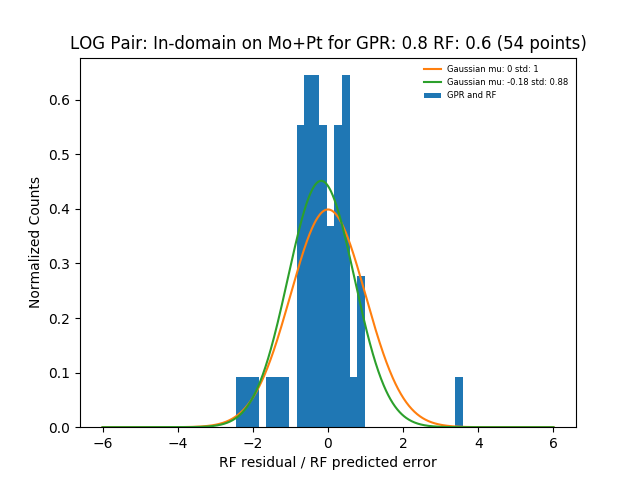 LOG Pair: In-domain on Mo+Pt for GPR: 0.8 RF: 0.6 (54 points)
Gaussian mu: 0 std: 1
Gaussian mu: -0.18 std: 0.88
GPR and RF
Normalized Counts
0.6
0.5
0.4
0.3
0.2
0.1
0.0
−6 −4 −2 0 2 4 6
RF residual / RF predicted error